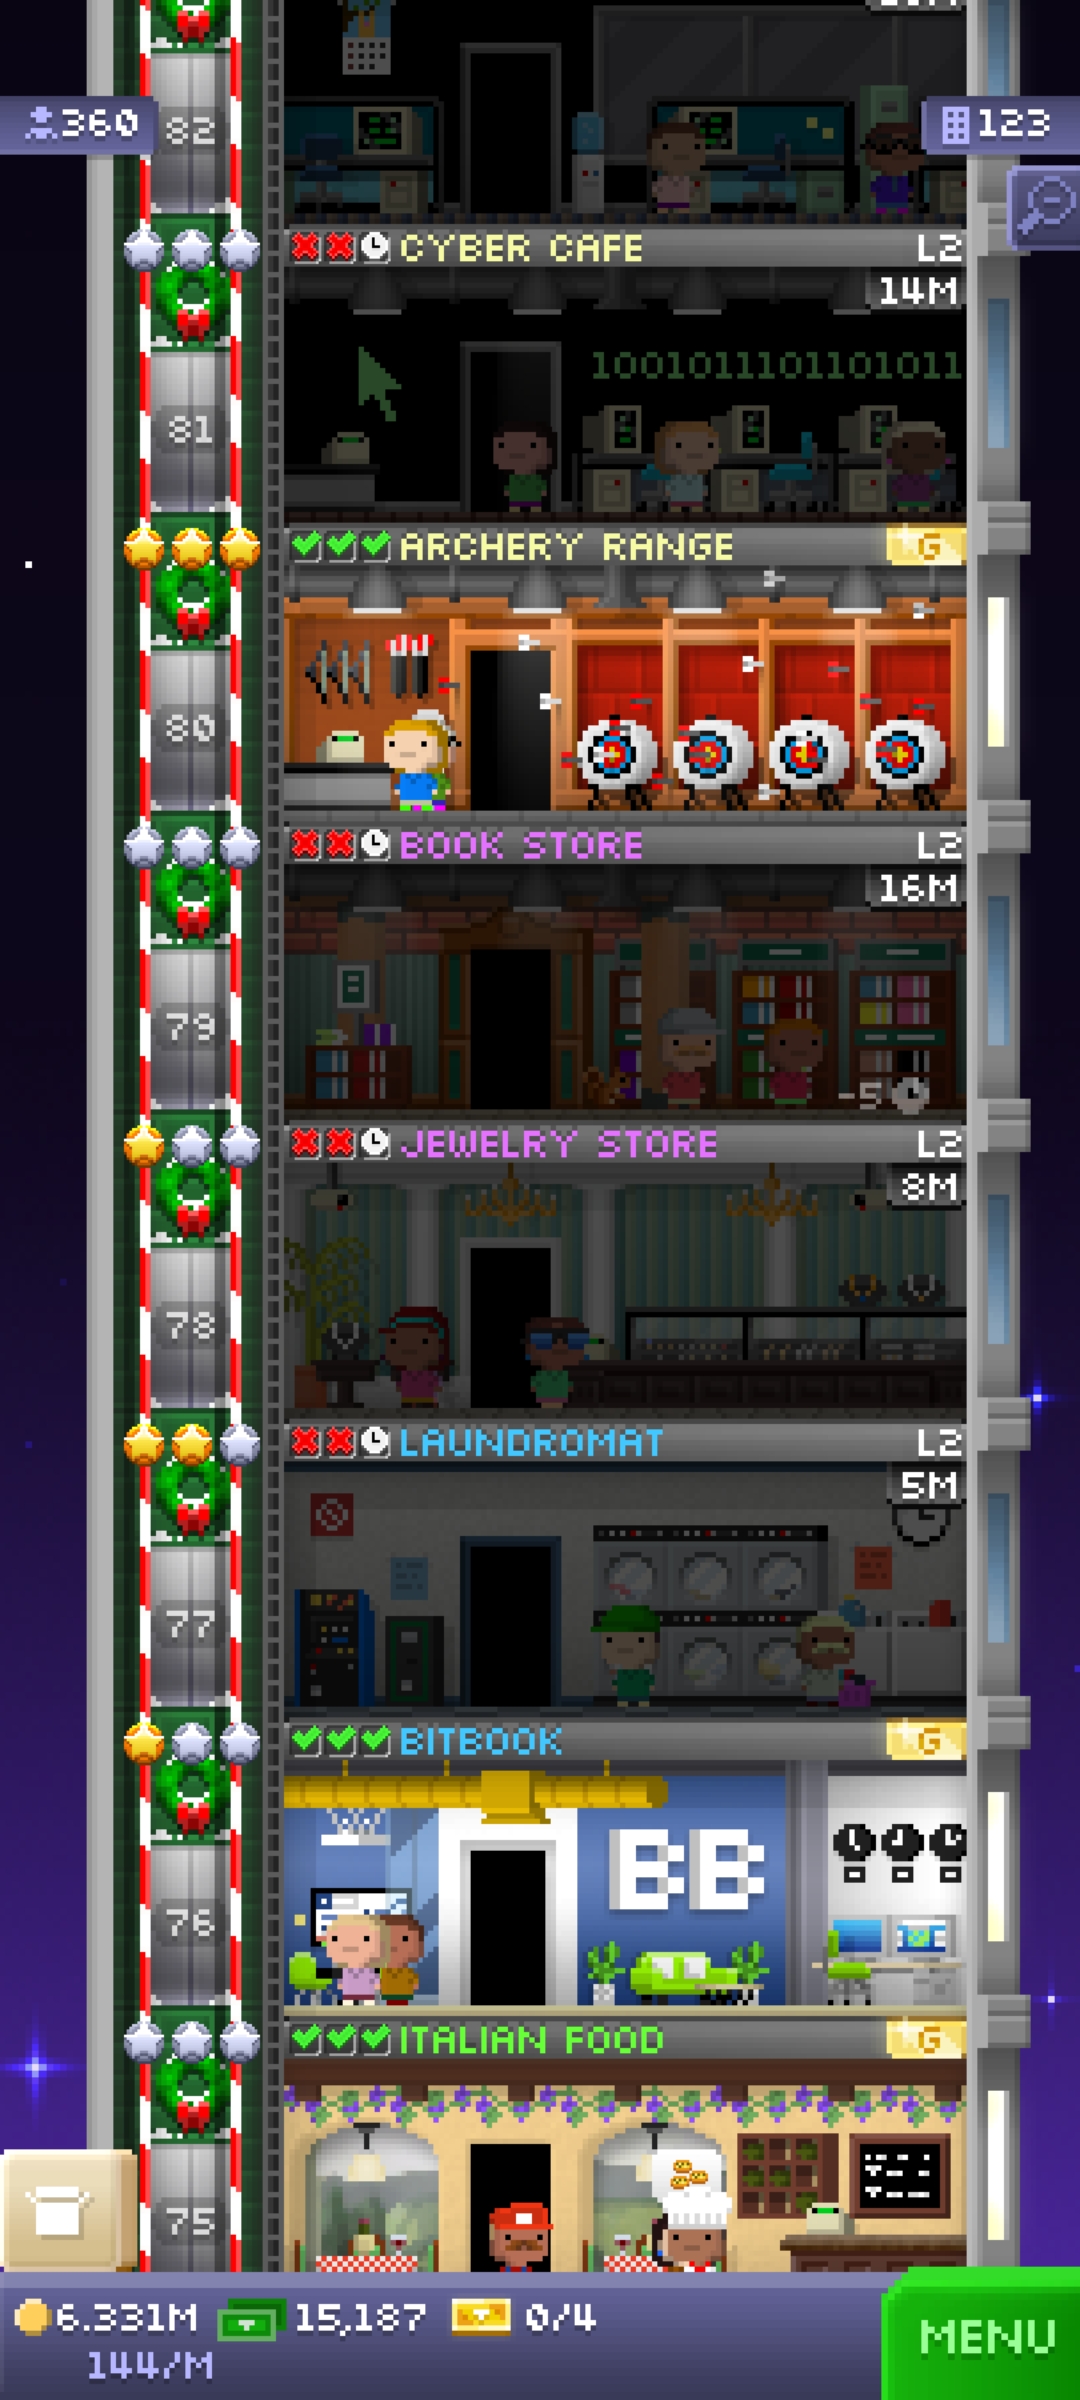 360
82
123
CYBER CAFE L2
14M
1001011101101011
81
ARCHERY RANGE G
80
BOOK STORE L2
16M
79
-5
JEWELRY STORE L2
8M
78
LAUNDROMAT L2
5M
77
BITBOOK G
BB
76
ITALIAN FOOD G
75
6.331M 15,187 0/4
144/M
MENU